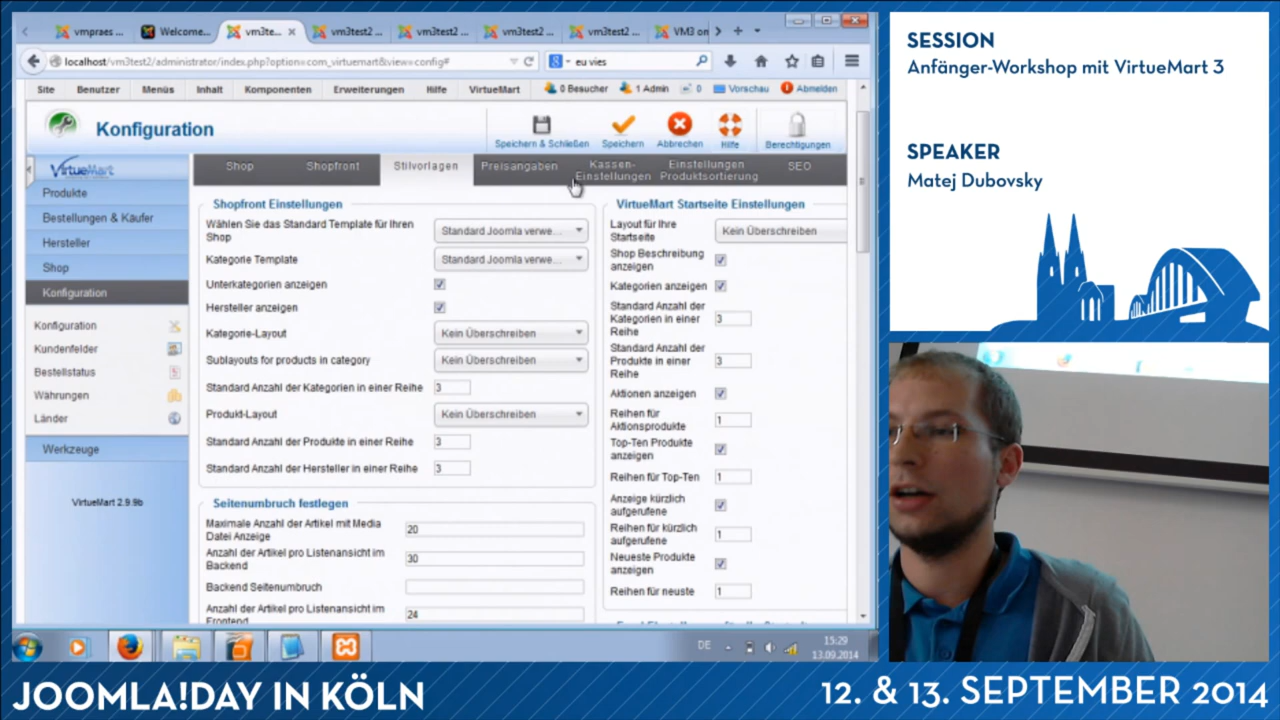 vmpraes ...
Welcome...
vm3te...
vm3test2 ...
vm3test2 ...
vm3test2 ...
vm3test2 ...
VM3 on
localhost/vm3test2/administrator/index.php?option=com_virtuemart&view=config#
eu vies
Site
Benutzer
Menüs
Inhalt
Komponenten
Erweiterungen
Hilfe
VirtueMart
0 Besucher
1 Admin
0
Vorschau
Abmelden
Konfiguration
Speichern & Schließen
Speichern
Abbrechen
Hilfe
Berechtigungen
VirtueMart
Produkte
Bestellungen & Käufer
Hersteller
Shop
Konfiguration
Konfiguration
Kundenfelder
Bestellstatus
Währungen
Länder
Werkzeuge
VirtueMart 2.9.9b
Shop
Shopfront
Stilvorlagen
Preisangaben
Kassen-
Einstellungen
Einstellungen
Produktsortierung
SEO
Shopfront Einstellungen
Wählen Sie das Standard Template für Ihren
Shop
Standard Joomla verwe...
Kategorie Template
Standard Joomla verwe...
Unterkategorien anzeigen
Hersteller anzeigen
Kategorie-Layout
Kein Überschreiben
Sublayouts for products in category
Kein Überschreiben
Standard Anzahl der Kategorien in einer Reihe
3
Produkt-Layout
Kein Überschreiben
Standard Anzahl der Produkte in einer Reihe
3
Standard Anzahl der Hersteller in einer Reihe
3
Seitenumbruch festlegen
Maximale Anzahl der Artikel mit Media
Datei Anzeige
20
Anzahl der Artikel pro Listenansicht im
Backend
30
Backend Seitenumbruch
Anzahl der Artikel pro Listenansicht im
Frontend
24
VirtueMart Startseite Einstellungen
Layout für Ihre
Startseite
Kein Überschreiben
Shop Beschreibung
anzeigen
Kategorien anzeigen
Standard Anzahl der
Kategorien in einer
Reihe
3
Standard Anzahl der
Produkte in einer
Reihe
3
Aktionen anzeigen
Reihen für
Aktionsprodukte
1
Top-Ten Produkte
anzeigen
Reihen für Top-Ten
1
Anzeige kürzlich
aufgerufene
Reihen für kürzlich
aufgerufene
1
Neueste Produkte
anzeigen
Reihen für neuste
1
DE
15:29
13.09.2014
SESSION
Anfänger-Workshop mit VirtueMart 3
SPEAKER
Matej Dubovsky
JOOMLA!DAY IN KÖLN
12. & 13. SEPTEMBER 2014